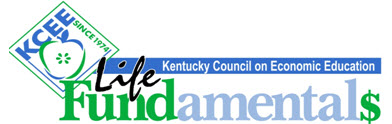 KCEE
SINCE 1974!
Kentucky Council on Economic Education
Life
Fundamental$